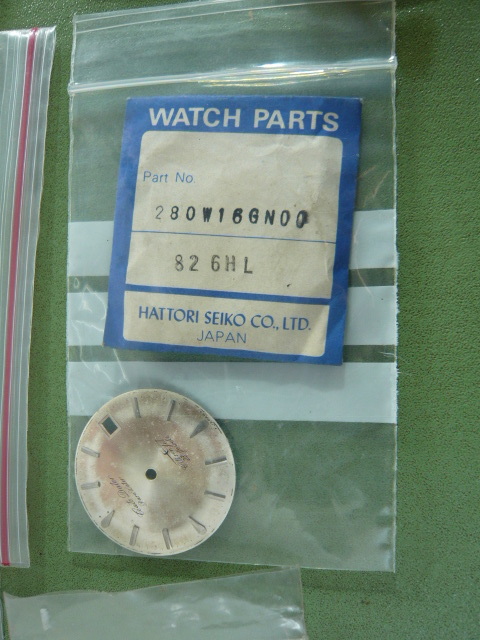 WATCH PARTS
Part No.
280W16GN00
82 6HL
HATTORI SEIKO CO., LTD.
JAPAN